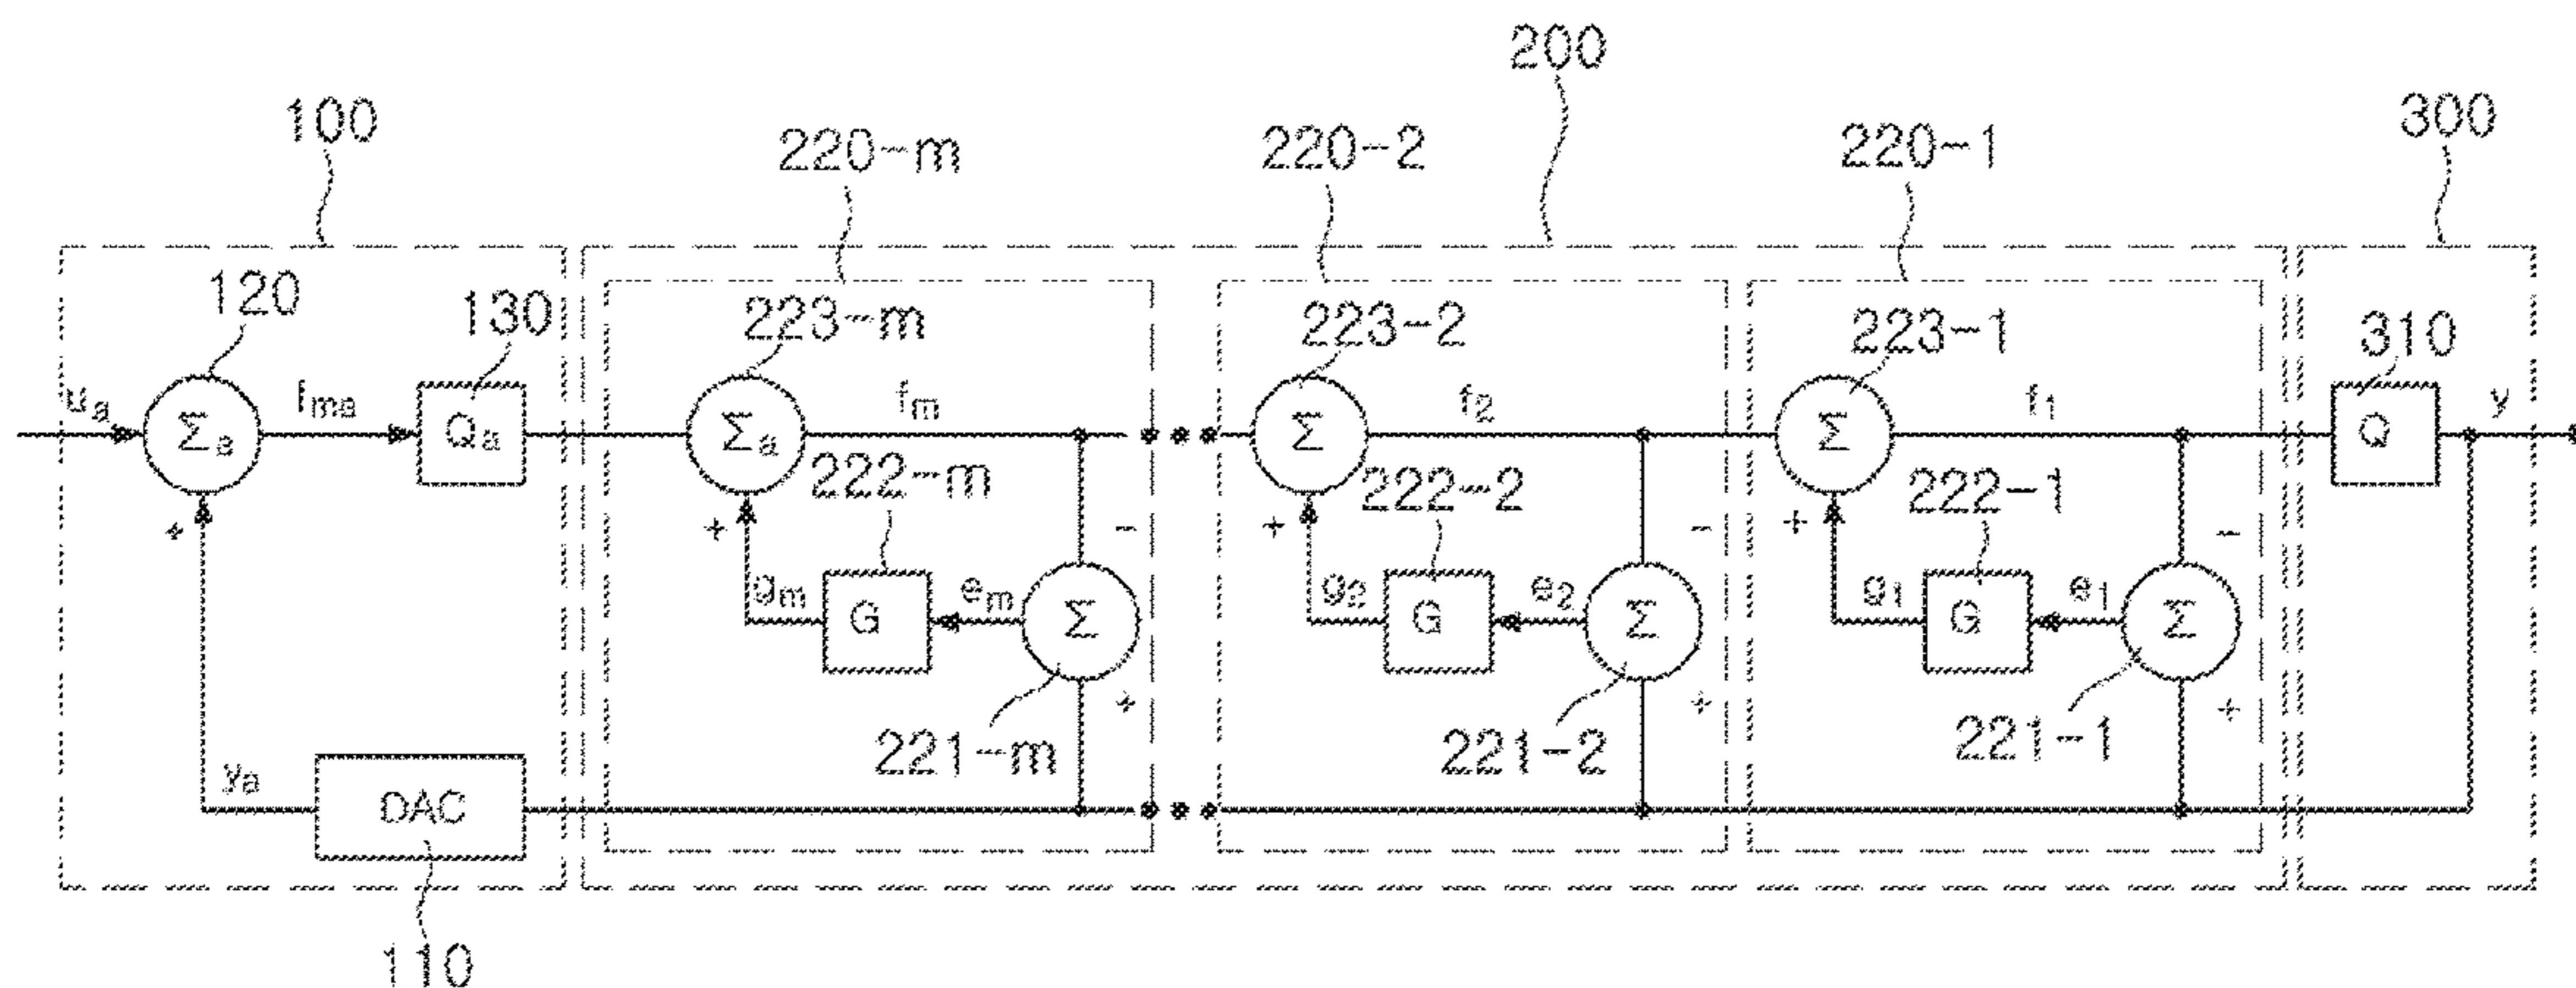 200
100
300
220-m
220-2
220-1
120
130
223-m
223-2
223-1
310
ua
Σa
fma
Qa
Σa
fm
Σ
f2
Σ
f1
Q
y
222-m
222-2
222-1
+
+
-
+
-
+
-
gm
G
em
Σ
g2
G
e2
Σ
g1
G
e1
Σ
+
+
+
221-m
221-2
221-1
ya
DAC
110